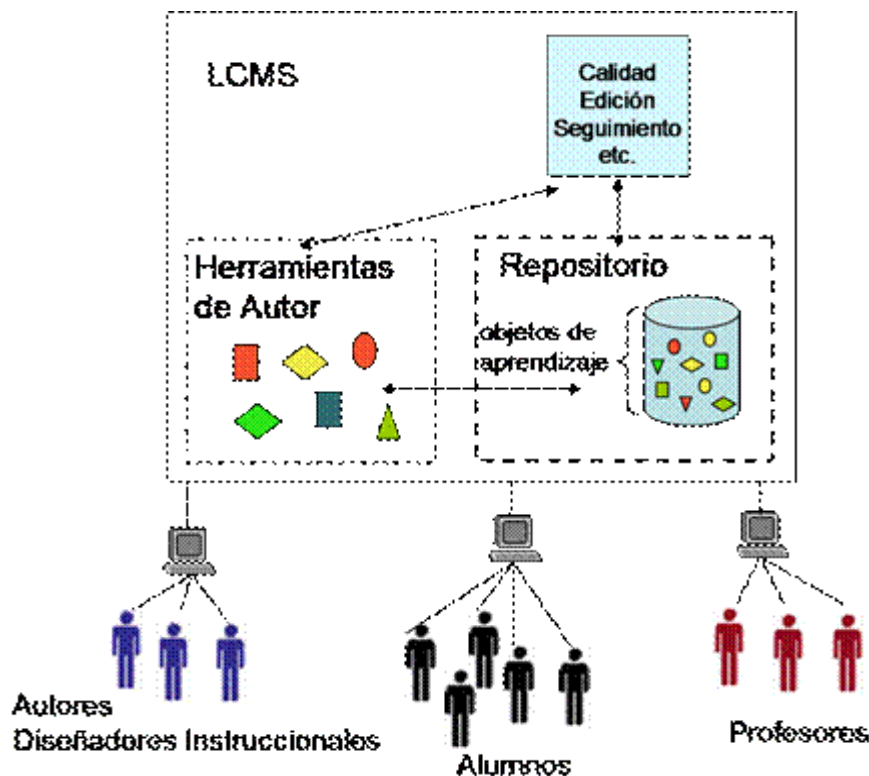 LCMS
Calidad
Edición
Seguimiento
etc.
Herramientas
de Autor
Repositorio
objetos de
aprendizaje
Autores
Diseñadores Instruccionales
Alumnos
Profesores